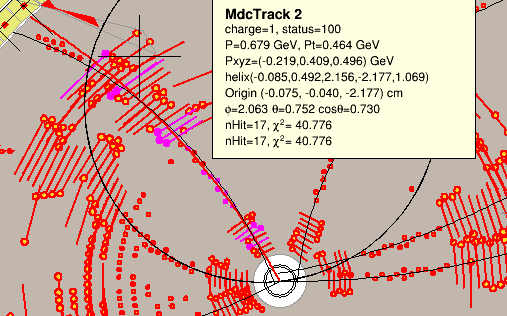 MdcTrack 2
charge=1, status=100
P=0.679 GeV, Pt=0.464 GeV
Pxyz=(-0.219,0.409,0.496) GeV
helix(-0.085,0.492,2.156,-2.177,1.069)
Origin (-0.075, -0.040, -2.177) cm
ϕ=2.063 θ=0.752 cosθ=0.730
nHit=17, χ²= 40.776
nHit=17, χ²= 40.776